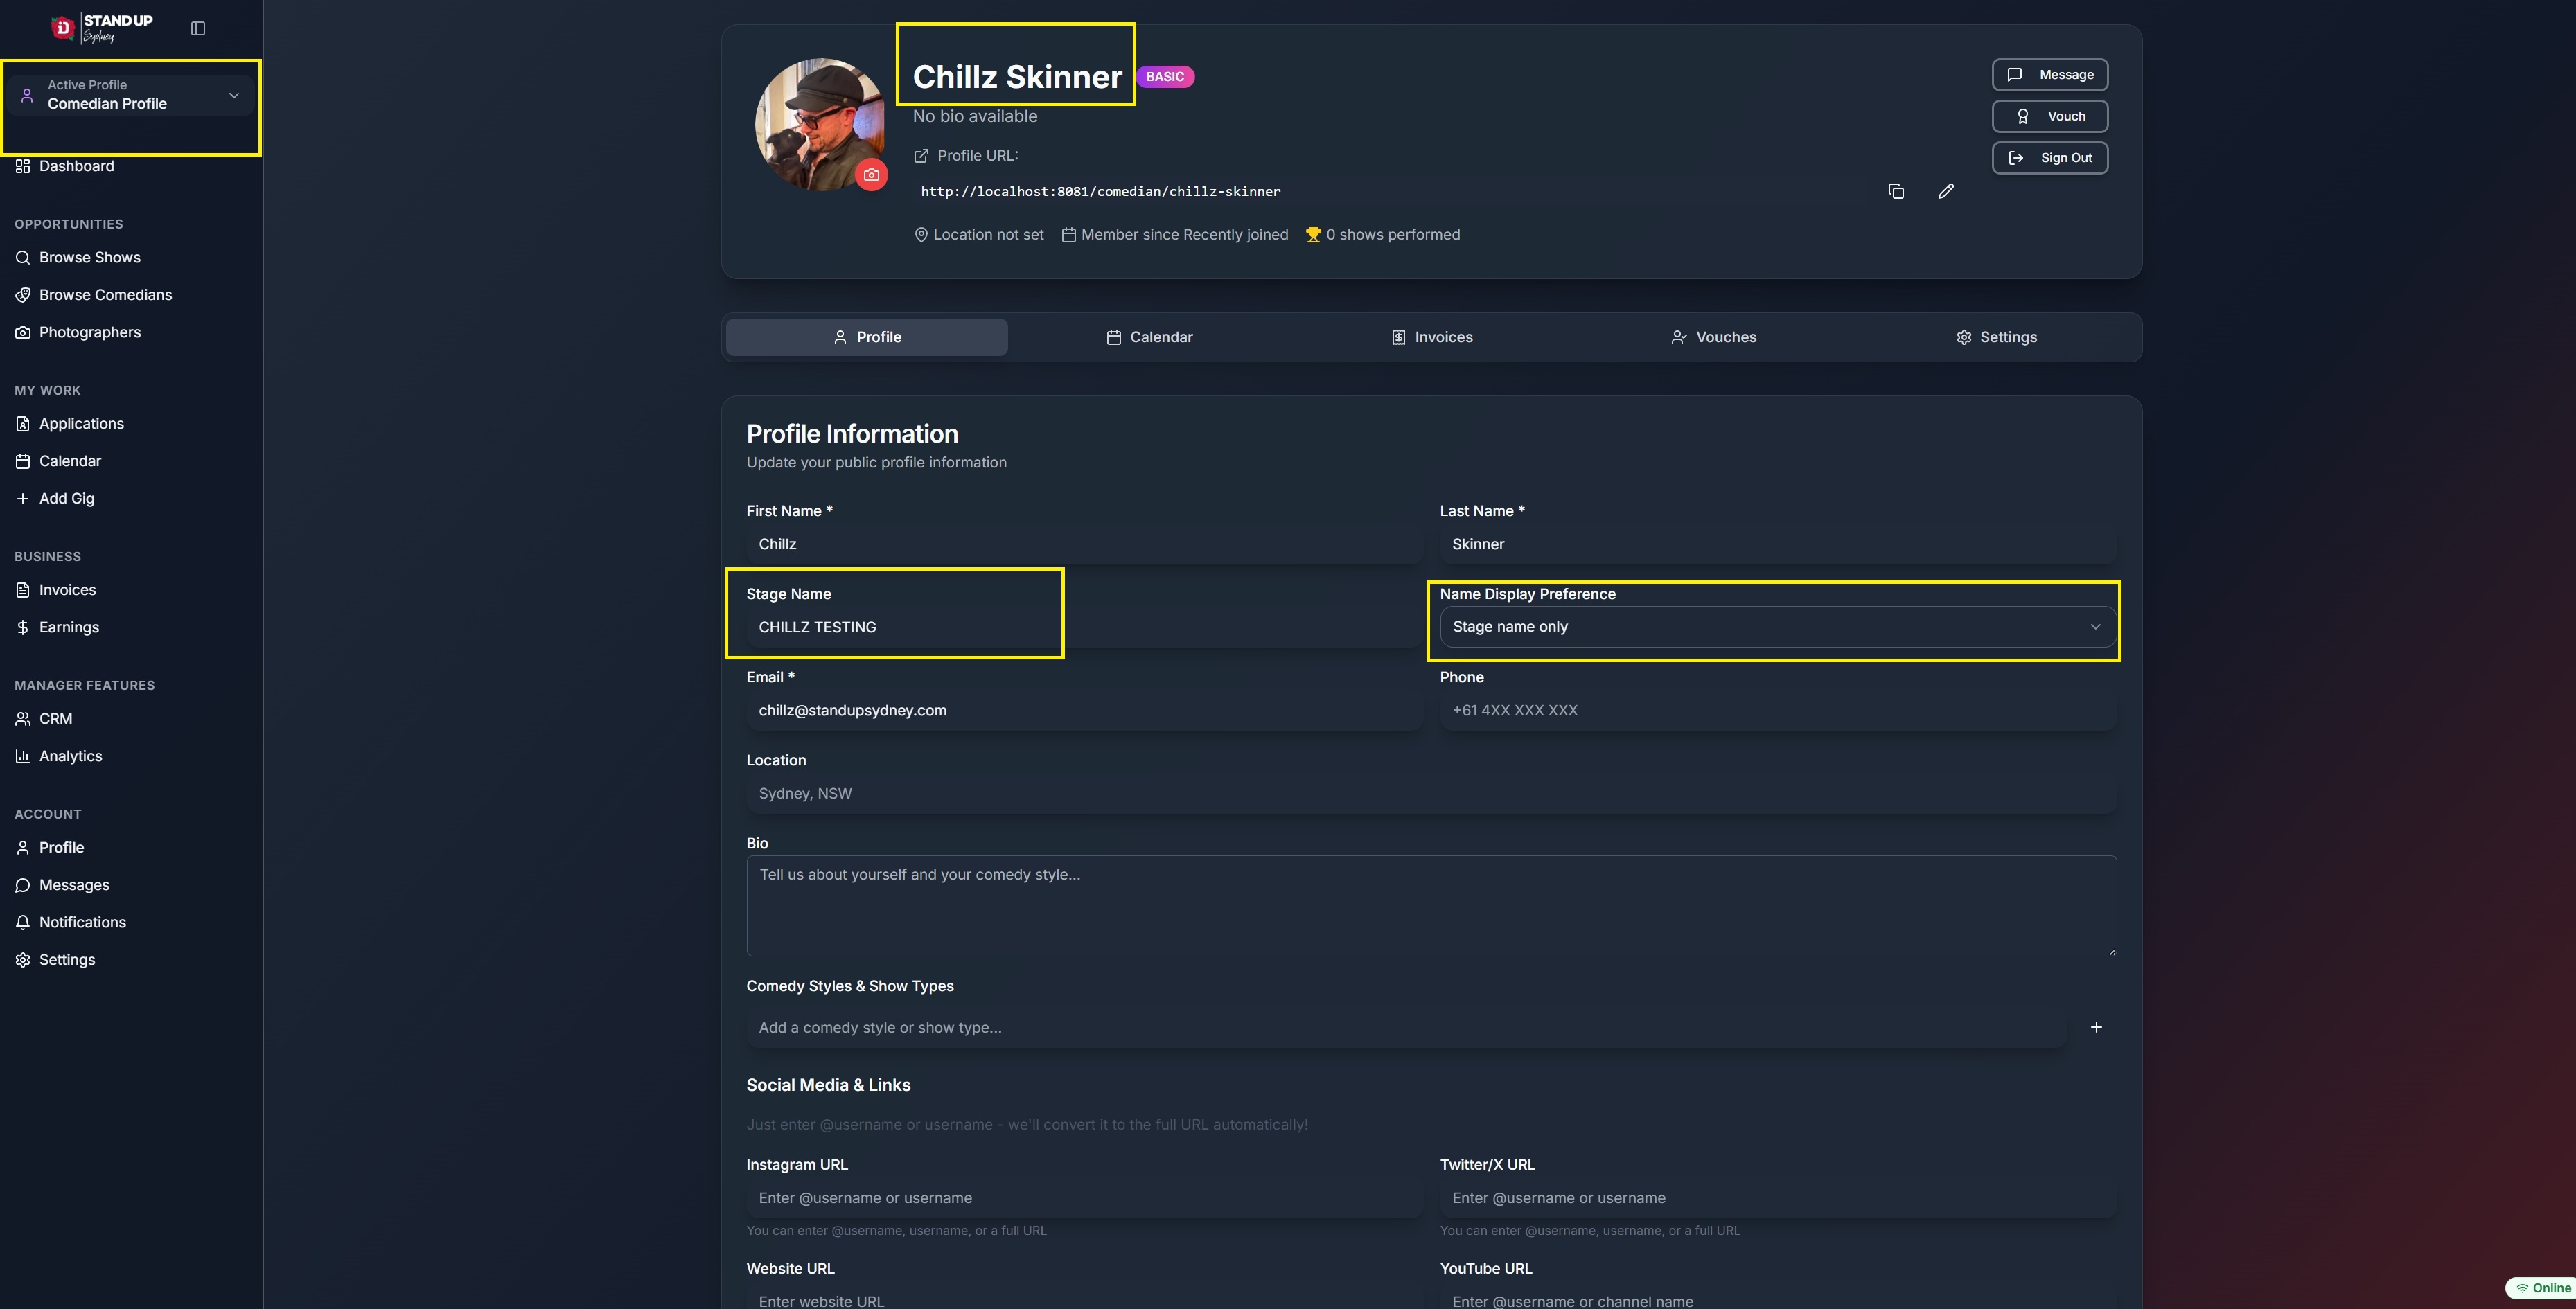 STAND UP
Sydney
Active Profile
Comedian Profile
Dashboard
OPPORTUNITIES
Browse Shows
Browse Comedians
Photographers
MY WORK
Applications
Calendar
Add Gig
BUSINESS
Invoices
Earnings
MANAGER FEATURES
CRM
Analytics
ACCOUNT
Profile
Messages
Notifications
Settings
Chillz Skinner BASIC
No bio available
Profile URL:
http://localhost:8081/comedian/chillz-skinner
Location not set Member since Recently joined 0 shows performed
Message
Vouch
Sign Out
Profile Calendar Invoices Vouches Settings
Profile Information
Update your public profile information
First Name * Last Name *
Chillz Skinner
Stage Name Name Display Preference
CHILLZ TESTING Stage name only
Email * Phone
chillz@standupsydney.com +61 4XX XXX XXX
Location
Sydney, NSW
Bio
Tell us about yourself and your comedy style...
Comedy Styles & Show Types
Add a comedy style or show type...
Social Media & Links
Just enter @username or username - we'll convert it to the full URL automatically!
Instagram URL Twitter/X URL
Enter @username or username Enter @username or username
You can enter @username, username, or a full URL You can enter @username, username, or a full URL
Website URL YouTube URL
Enter website URL Enter @username or channel name
Online